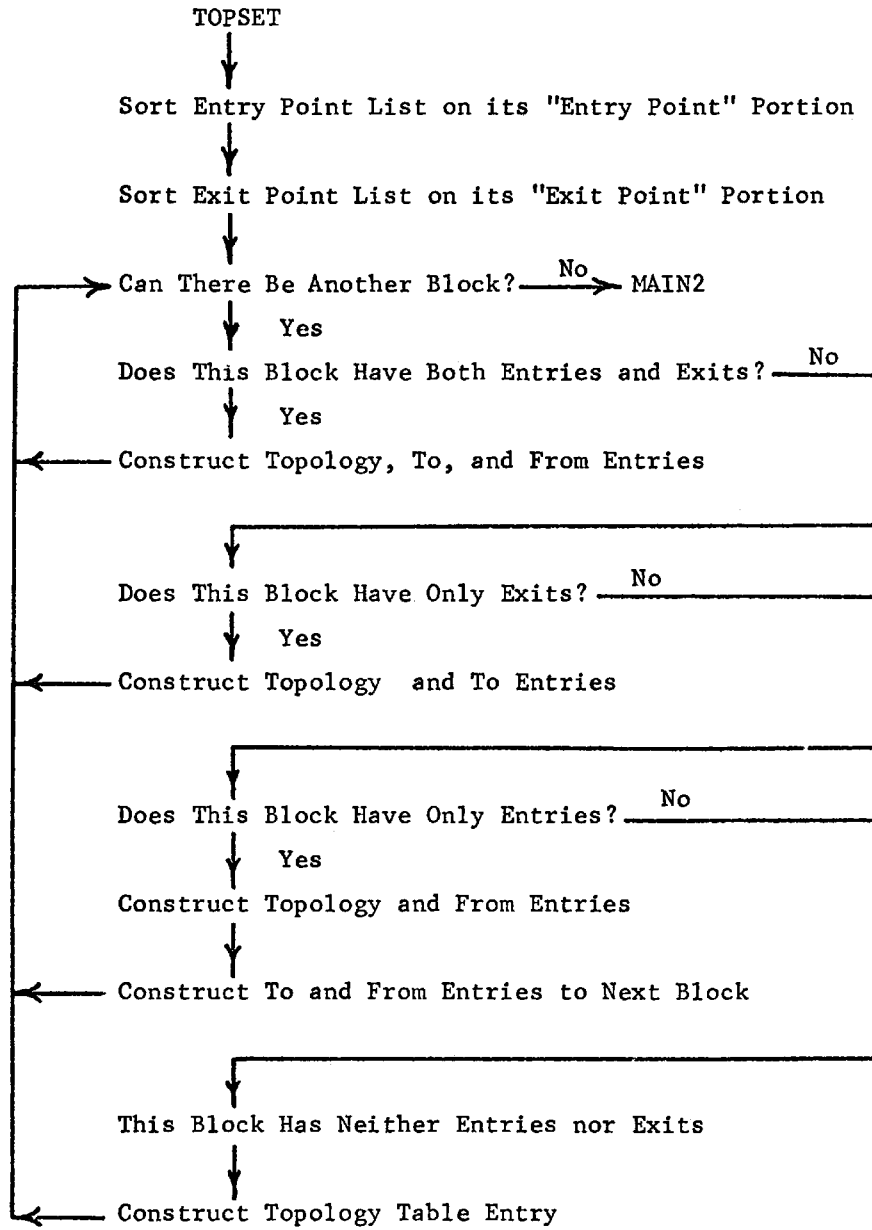 TOPSET
Sort Entry Point List on its "Entry Point" Portion
Sort Exit Point List on its "Exit Point" Portion
Can There Be Another Block? No MAIN2
Yes
Does This Block Have Both Entries and Exits? No
Yes
Construct Topology, To, and From Entries
Does This Block Have Only Exits? No
Yes
Construct Topology and To Entries
Does This Block Have Only Entries? No
Yes
Construct Topology and From Entries
Construct To and From Entries to Next Block
This Block Has Neither Entries nor Exits
Construct Topology Table Entry